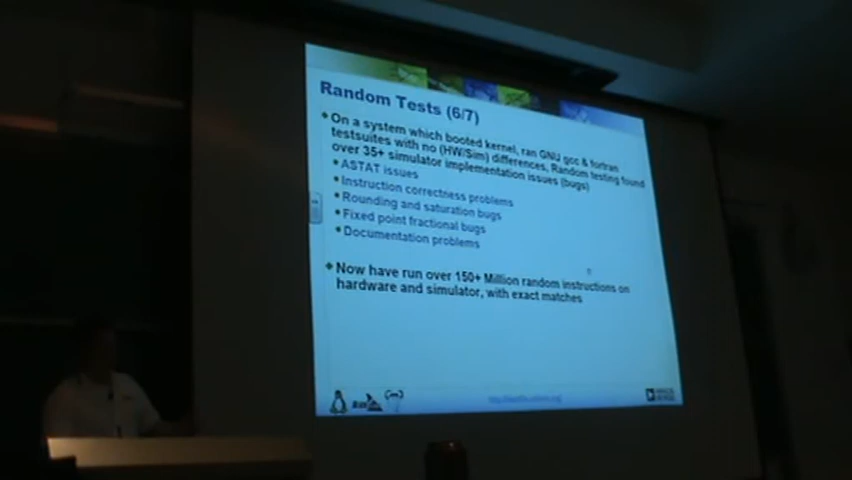 Random Tests (6/7)
On a system which booted kernel, ran GNU gcc & fortran
testsuites with no (HW/Sim) differences, Random testing found
over 35+ simulator implementation issues (bugs)
ASTAT issues
Instruction correctness problems
Rounding and saturation bugs
Fixed point fractional bugs
Documentation problems
Now have run over 150+ Million random instructions on
hardware and simulator, with exact matches